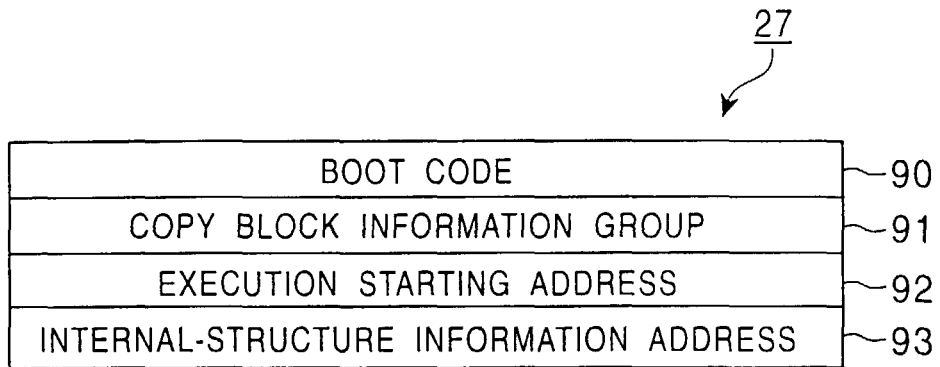 27
BOOT CODE 90
COPY BLOCK INFORMATION GROUP 91
EXECUTION STARTING ADDRESS 92
INTERNAL-STRUCTURE INFORMATION ADDRESS 93